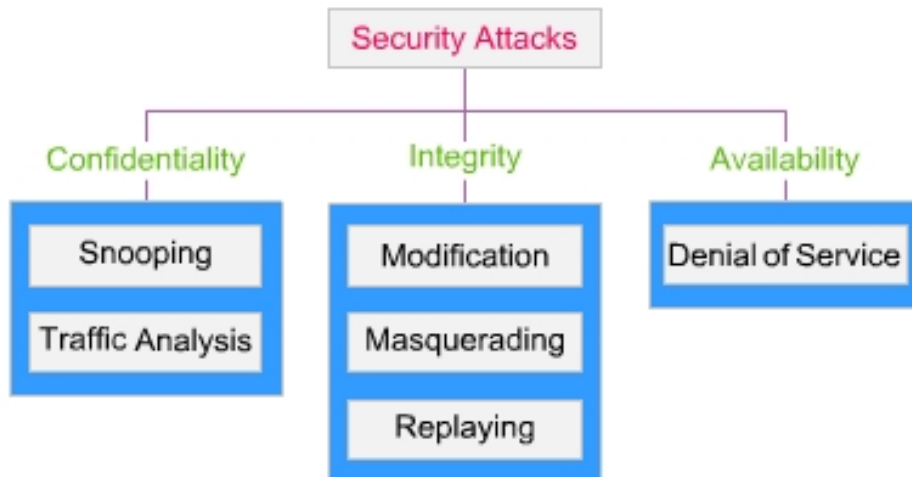 Security Attacks
Confidentiality
Integrity
Availability
Snooping
Traffic Analysis
Modification
Masquerading
Replaying
Denial of Service